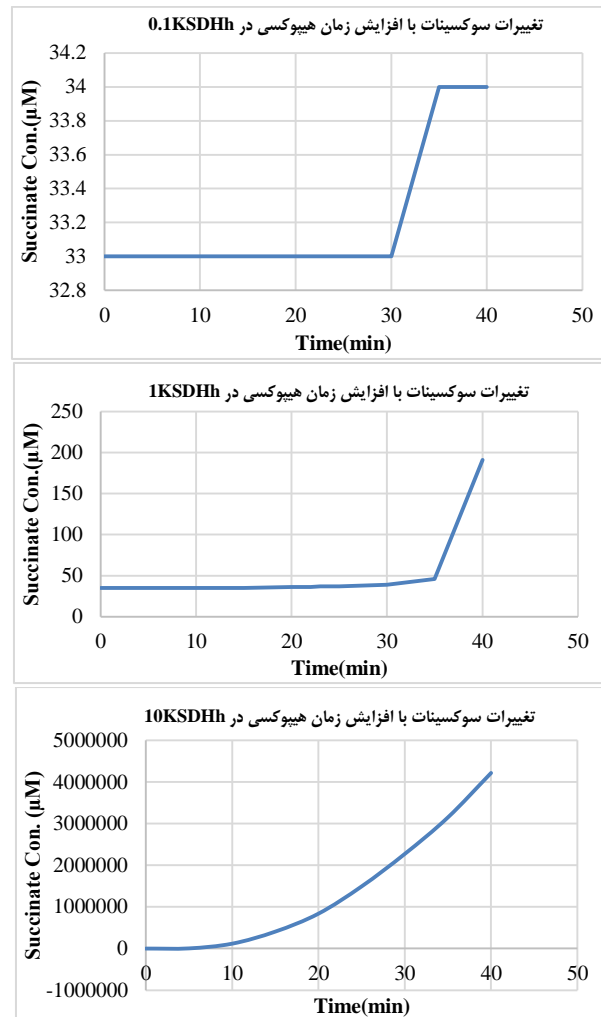 تغییرات سوکسینات با افزایش زمان هیپوکسی در 0.1KSDHh
Succinate Con.(µM)
34.2
34
33.8
33.6
33.4
33.2
33
32.8
0 10 20 30 40 50
Time(min)
تغییرات سوکسینات با افزایش زمان هیپوکسی در 1KSDHh
Succinate Con.(µM)
250
200
150
100
50
0
0 10 20 30 40 50
Time(min)
تغییرات سوکسینات با افزایش زمان هیپوکسی در 10KSDHh
Succinate Con. (µM)
5000000
4000000
3000000
2000000
1000000
0
-1000000
0 10 20 30 40 50
Time(min)